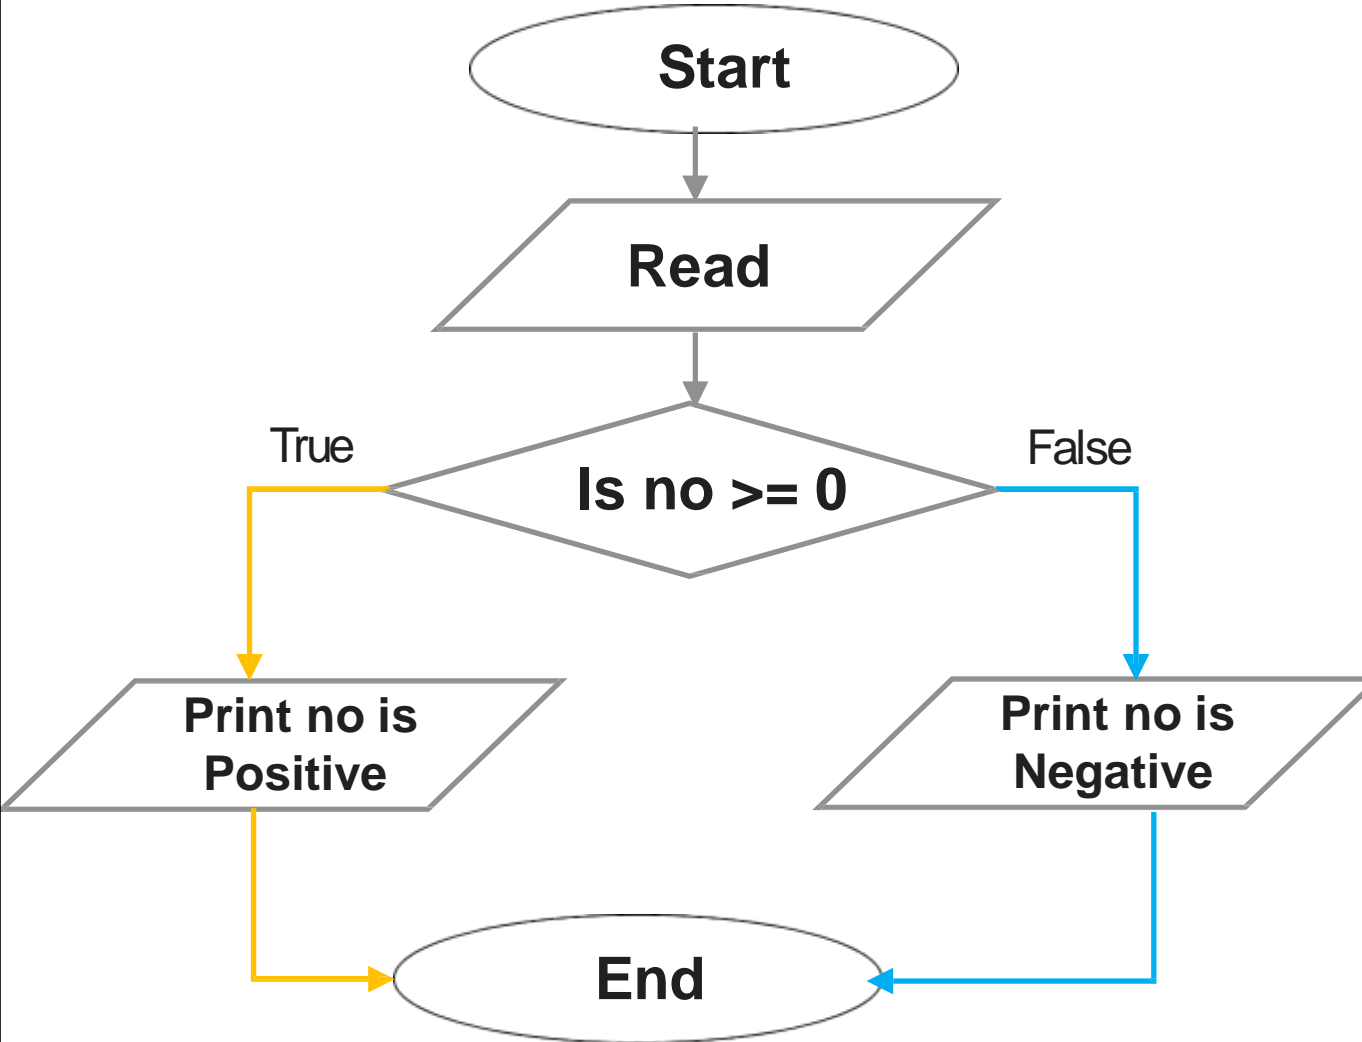 Start
Read
True
False
Is no >= 0
Print no is
Positive
Print no is
Negative
End